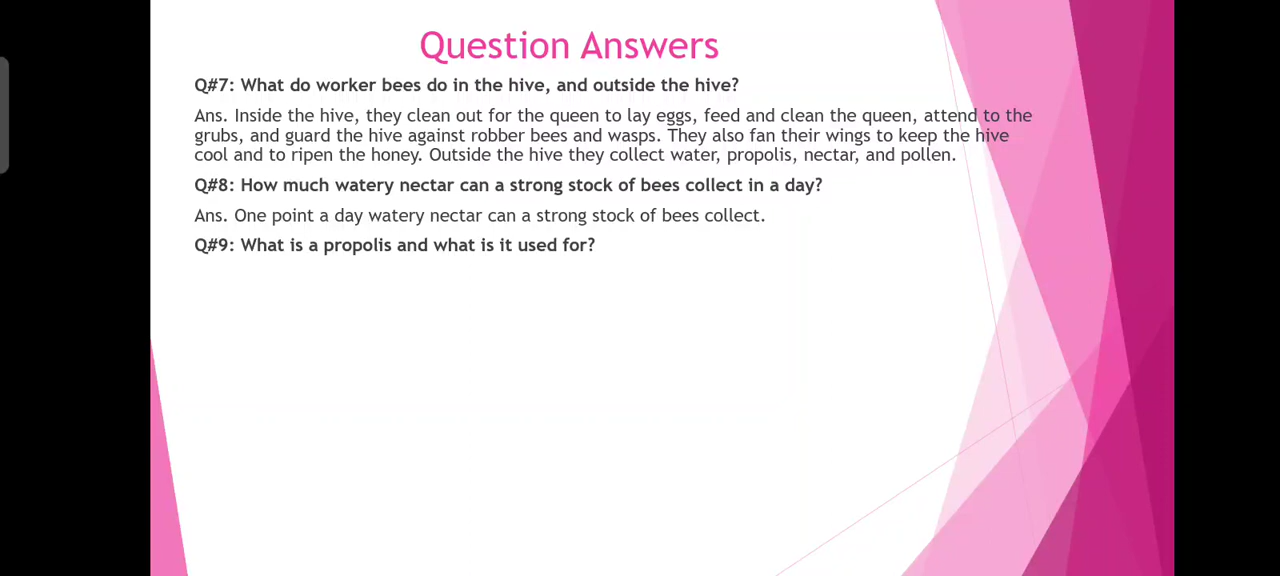 Question Answers
Q#7: What do worker bees do in the hive, and outside the hive?
Ans. Inside the hive, they clean out for the queen to lay eggs, feed and clean the queen, attend to the
grubs, and guard the hive against robber bees and wasps. They also fan their wings to keep the hive
cool and to ripen the honey. Outside the hive they collect water, propolis, nectar, and pollen.
Q#8: How much watery nectar can a strong stock of bees collect in a day?
Ans. One point a day watery nectar can a strong stock of bees collect.
Q#9: What is a propolis and what is it used for?